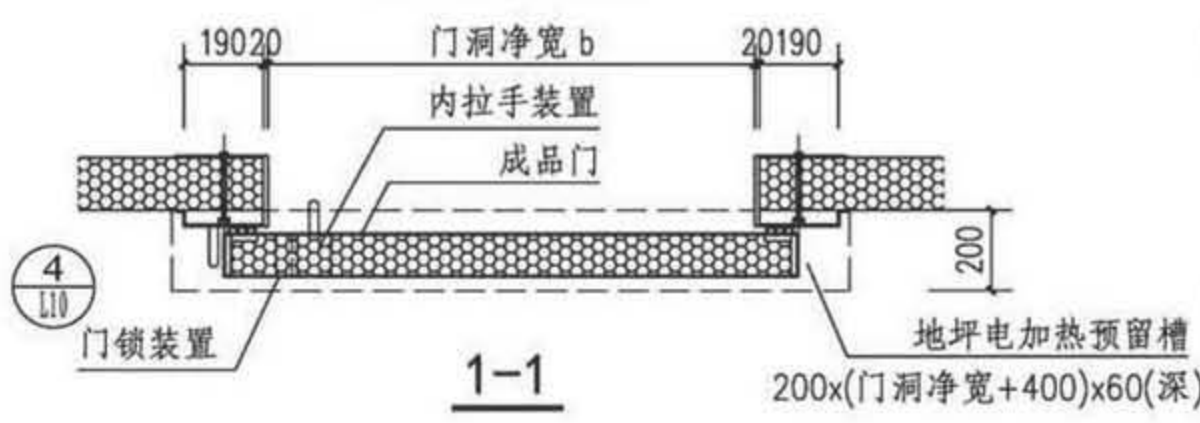 19020
门洞净宽 b
20190
内拉手装置
成品门
200
4
L10
门锁装置
地坪电加热预留槽
1-1
200x(门洞净宽+400)x60(深)